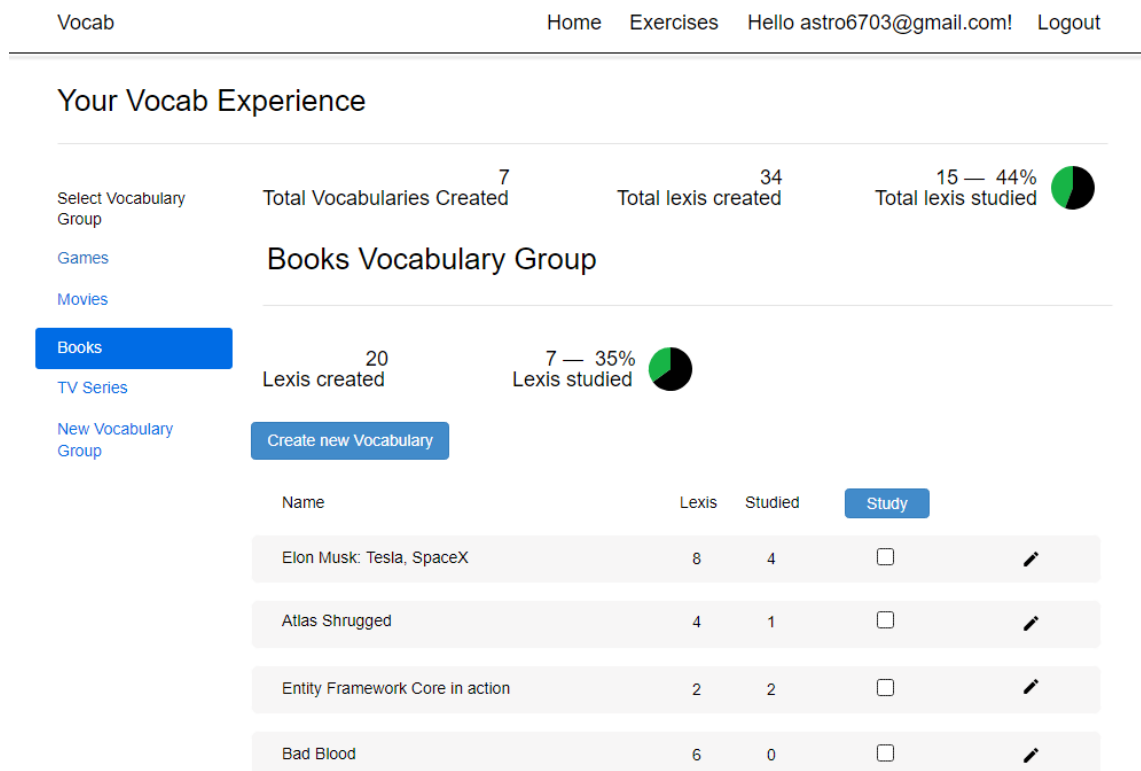 Vocab Home Exercises Hello astro6703@gmail.com! Logout
Your Vocab Experience
Select Vocabulary
Group
Games
Movies
Books
TV Series
New Vocabulary
Group
7
Total Vocabularies Created
34
Total lexis created
15 — 44%
Total lexis studied
Books Vocabulary Group
20
Lexis created
7 — 35%
Lexis studied
Create new Vocabulary
Name Lexis Studied Study
Elon Musk: Tesla, SpaceX 8 4
Atlas Shrugged 4 1
Entity Framework Core in action 2 2
Bad Blood 6 0